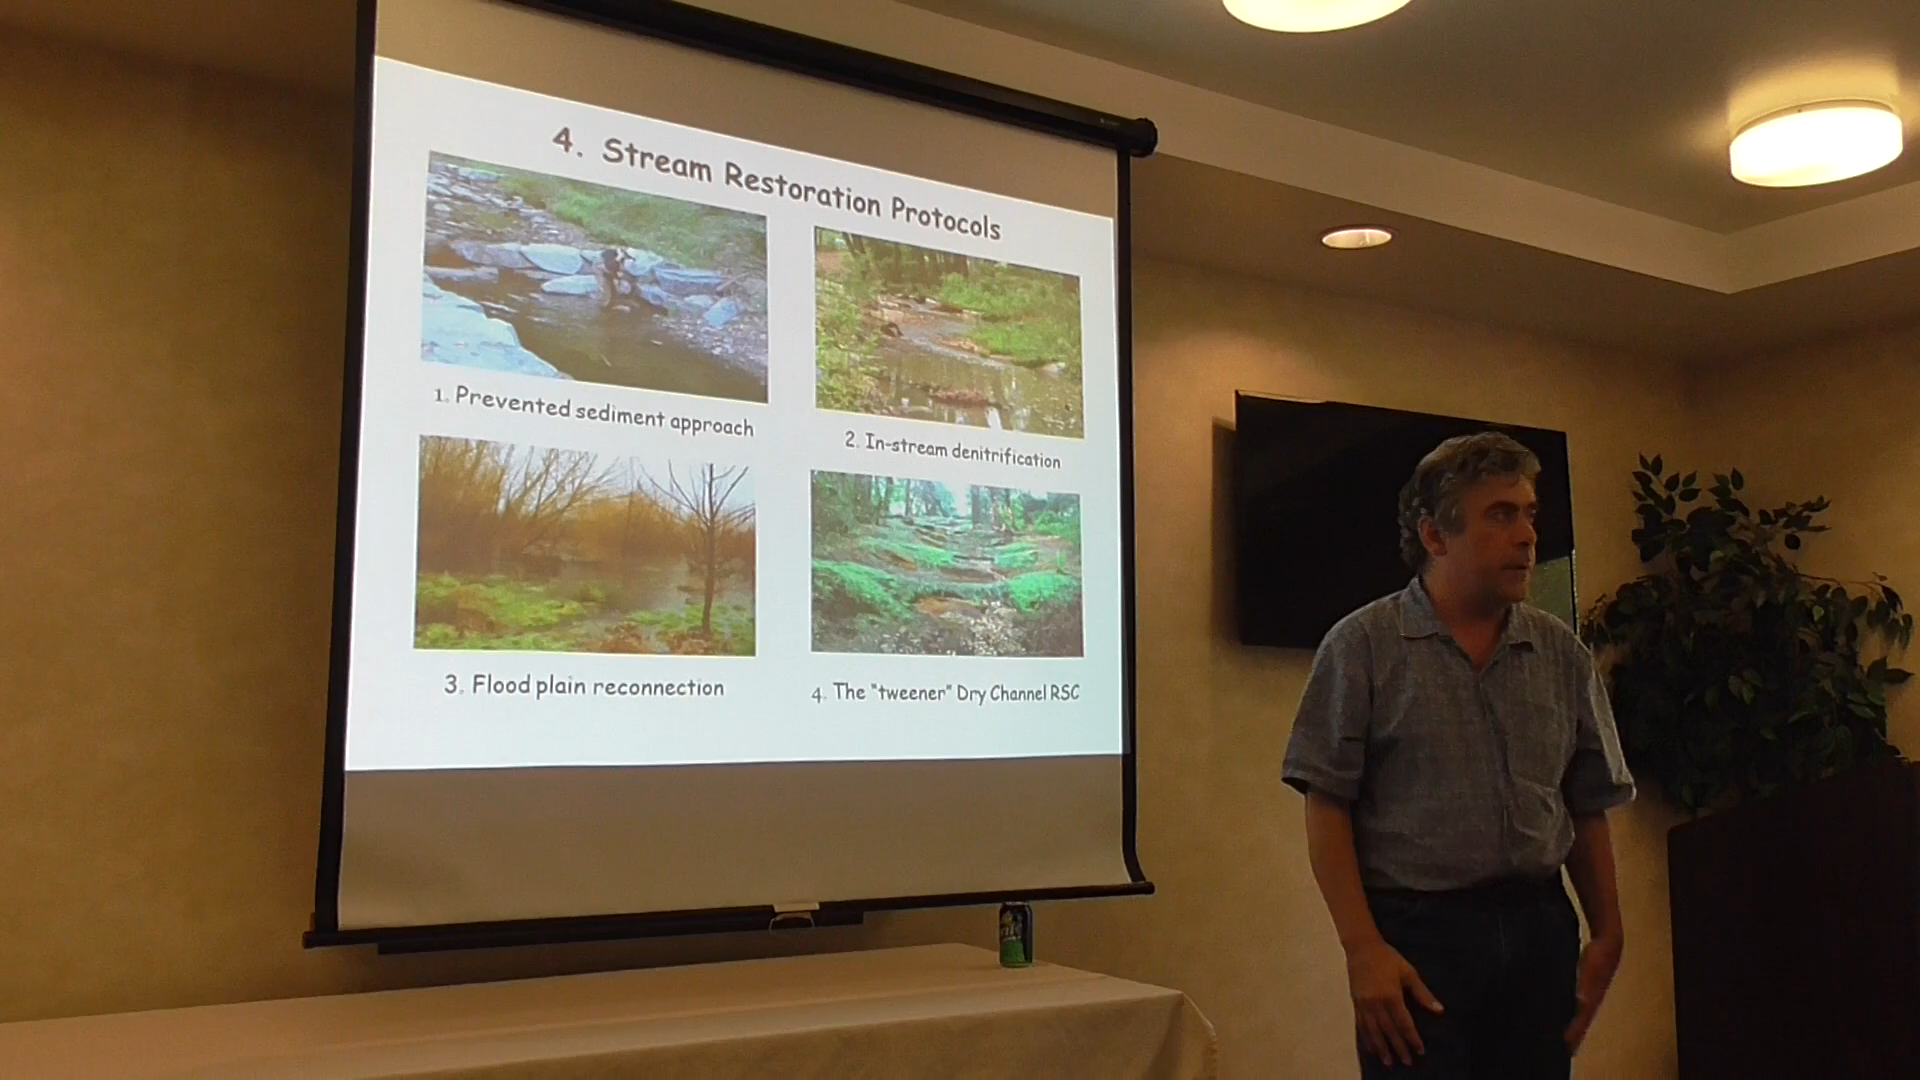 4. Stream Restoration Protocols
1. Prevented sediment approach
2. In-stream denitrification
3. Flood plain reconnection
4. The "tweener" Dry Channel RSC